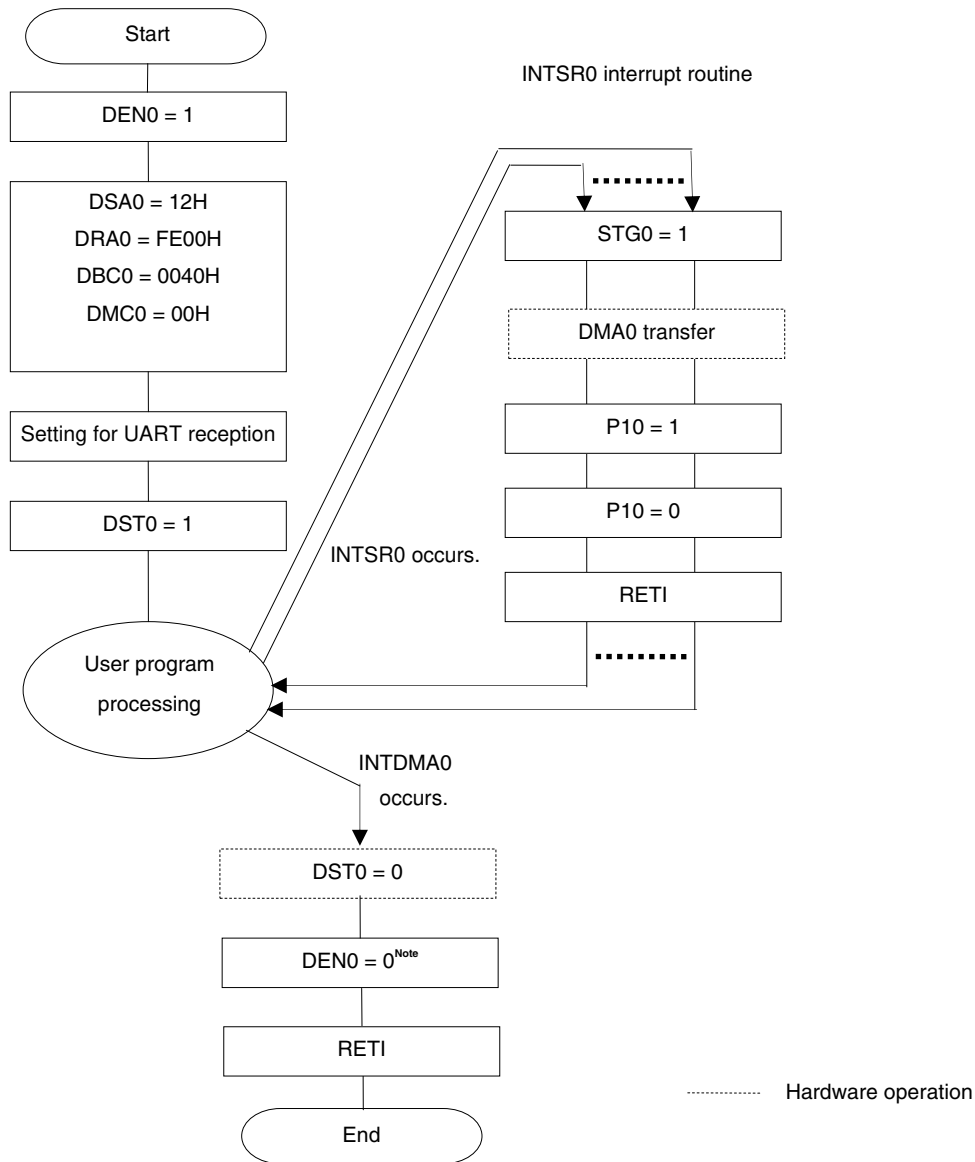 Start
DEN0 = 1
DSA0 = 12H
DRA0 = FE00H
DBC0 = 0040H
DMC0 = 00H
Setting for UART reception
DST0 = 1
User program
processing
INTSR0 occurs.
INTSR0 interrupt routine
STG0 = 1
DMA0 transfer
P10 = 1
P10 = 0
RETI
INTDMA0
occurs.
DST0 = 0
DEN0 = 0Note
RETI
End
Hardware operation